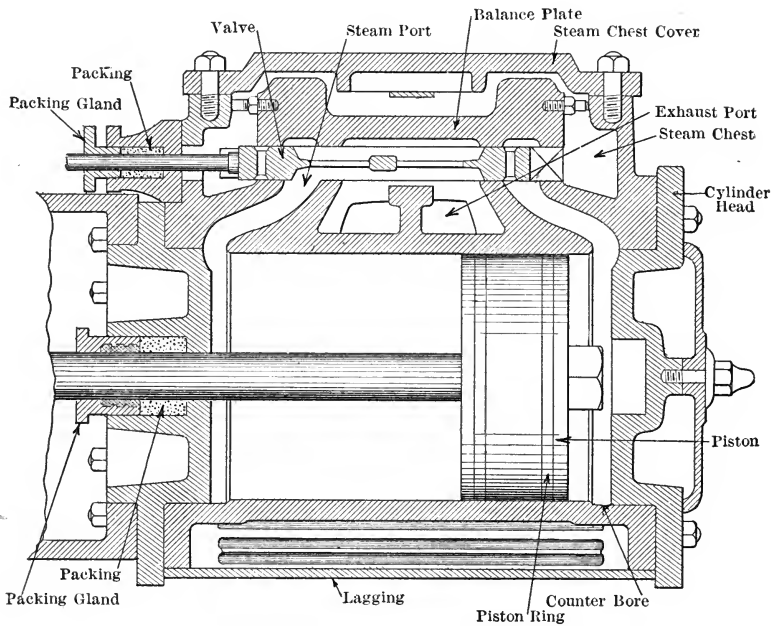 Balance Plate
Valve
Steam Port
Steam Chest Cover
Packing
Packing Gland
Exhaust Port
Steam Chest
Cylinder
Head
Piston
Packing
Packing Gland
Lagging
Counter Bore
Piston Ring